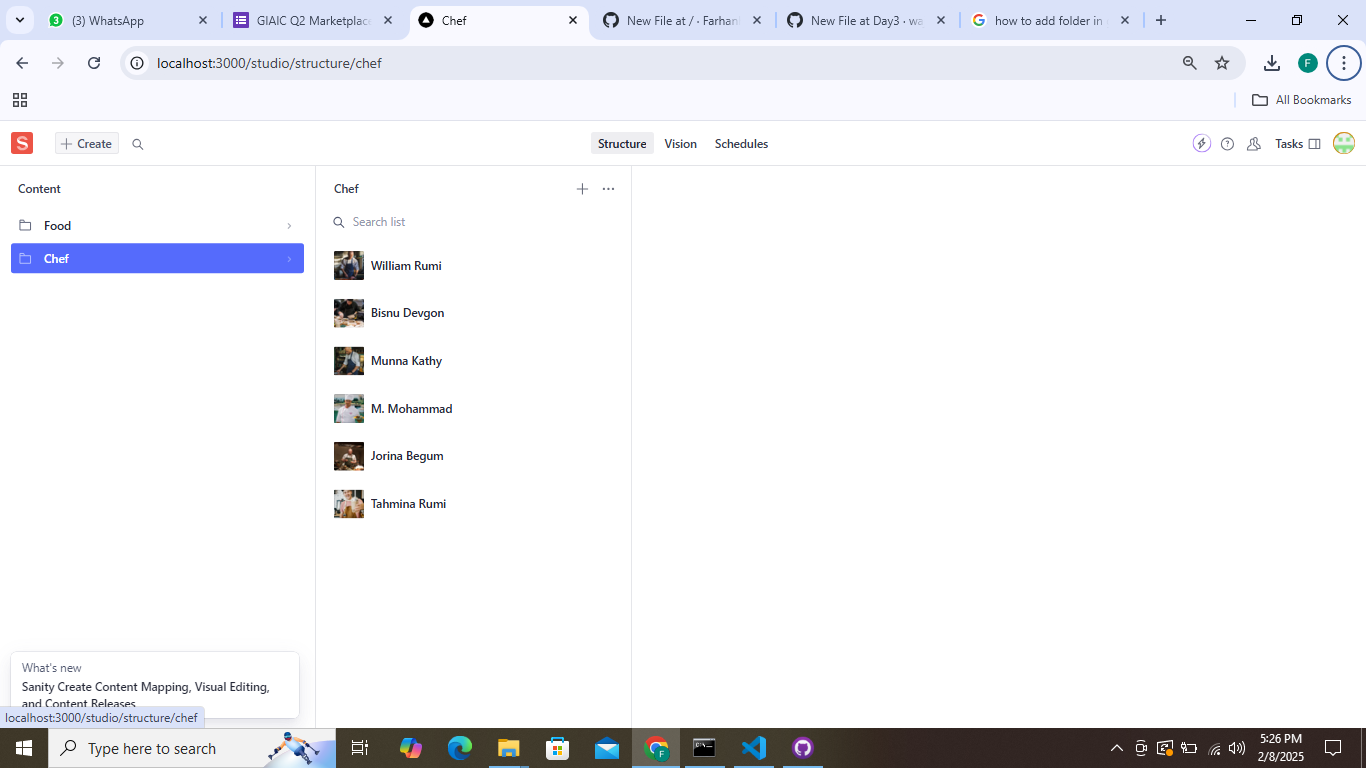 3
(3) WhatsApp
GIAIC Q2 Marketplace
Chef
New File at / · Farhan
New File at Day3 · wa
how to add folder in
localhost:3000/studio/structure/chef
F
All Bookmarks
S
Create
Structure
Vision
Schedules
Tasks
Content
Food
Chef
Chef
Search list
William Rumi
Bisnu Devgon
Munna Kathy
M. Mohammad
Jorina Begum
Tahmina Rumi
What's new
Sanity Create Content Mapping, Visual Editing,
and Content Releases
localhost:3000/studio/structure/chef
Type here to search
F
5:26 PM
2/8/2025